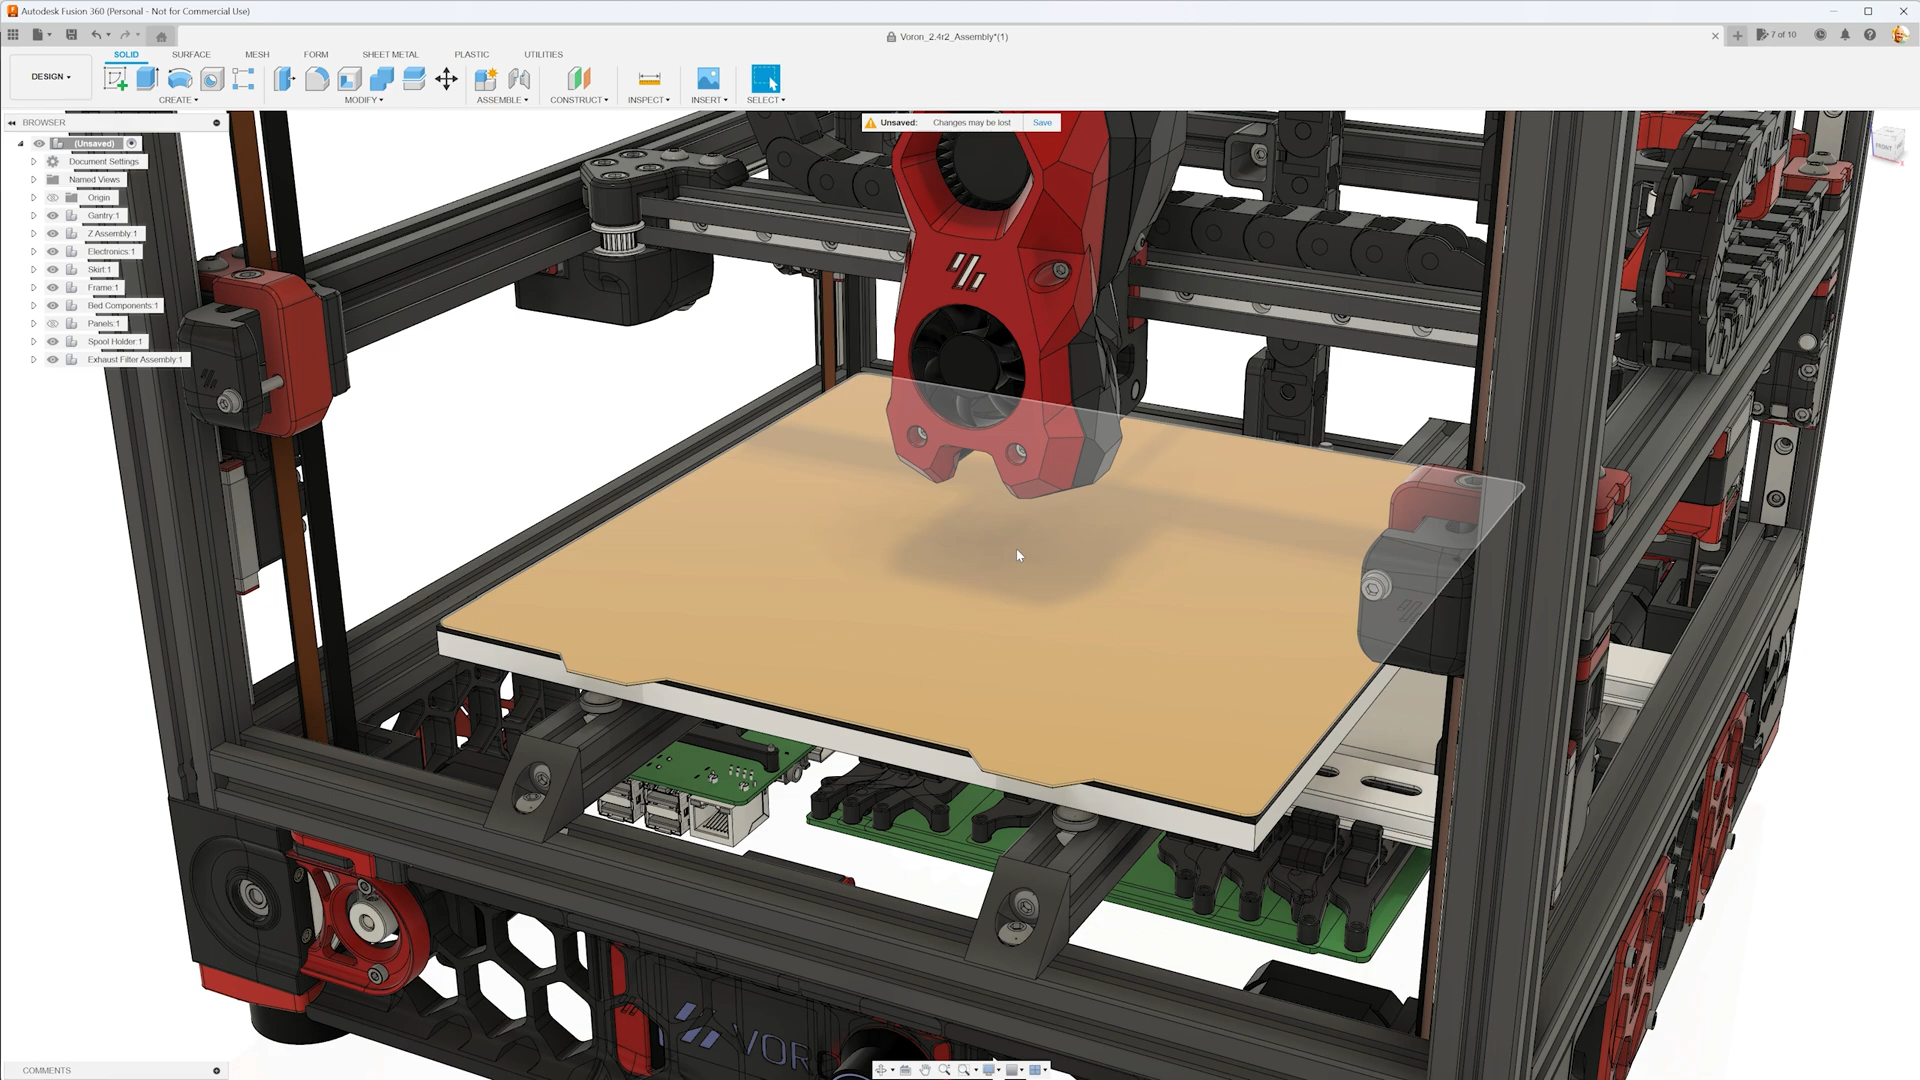 Autodesk Fusion 360 (Personal - Not for Commercial Use)
Voron_2.4r2_Assembly*(1)
7 of 10
DESIGN
SOLID
SURFACE
MESH
FORM
SHEET METAL
PLASTIC
UTILITIES
CREATE
MODIFY
ASSEMBLE
CONSTRUCT
INSPECT
INSERT
SELECT
BROWSER
Unsaved: Changes may be lost Save
FRONT
(Unsaved)
Document Settings
Named Views
Origin
Gantry:1
Z Assembly:1
Electronics:1
Skirt:1
Frame:1
Bed Components:1
Panels:1
Spool Holder:1
Exhaust Filter Assembly:1
VOR
COMMENTS